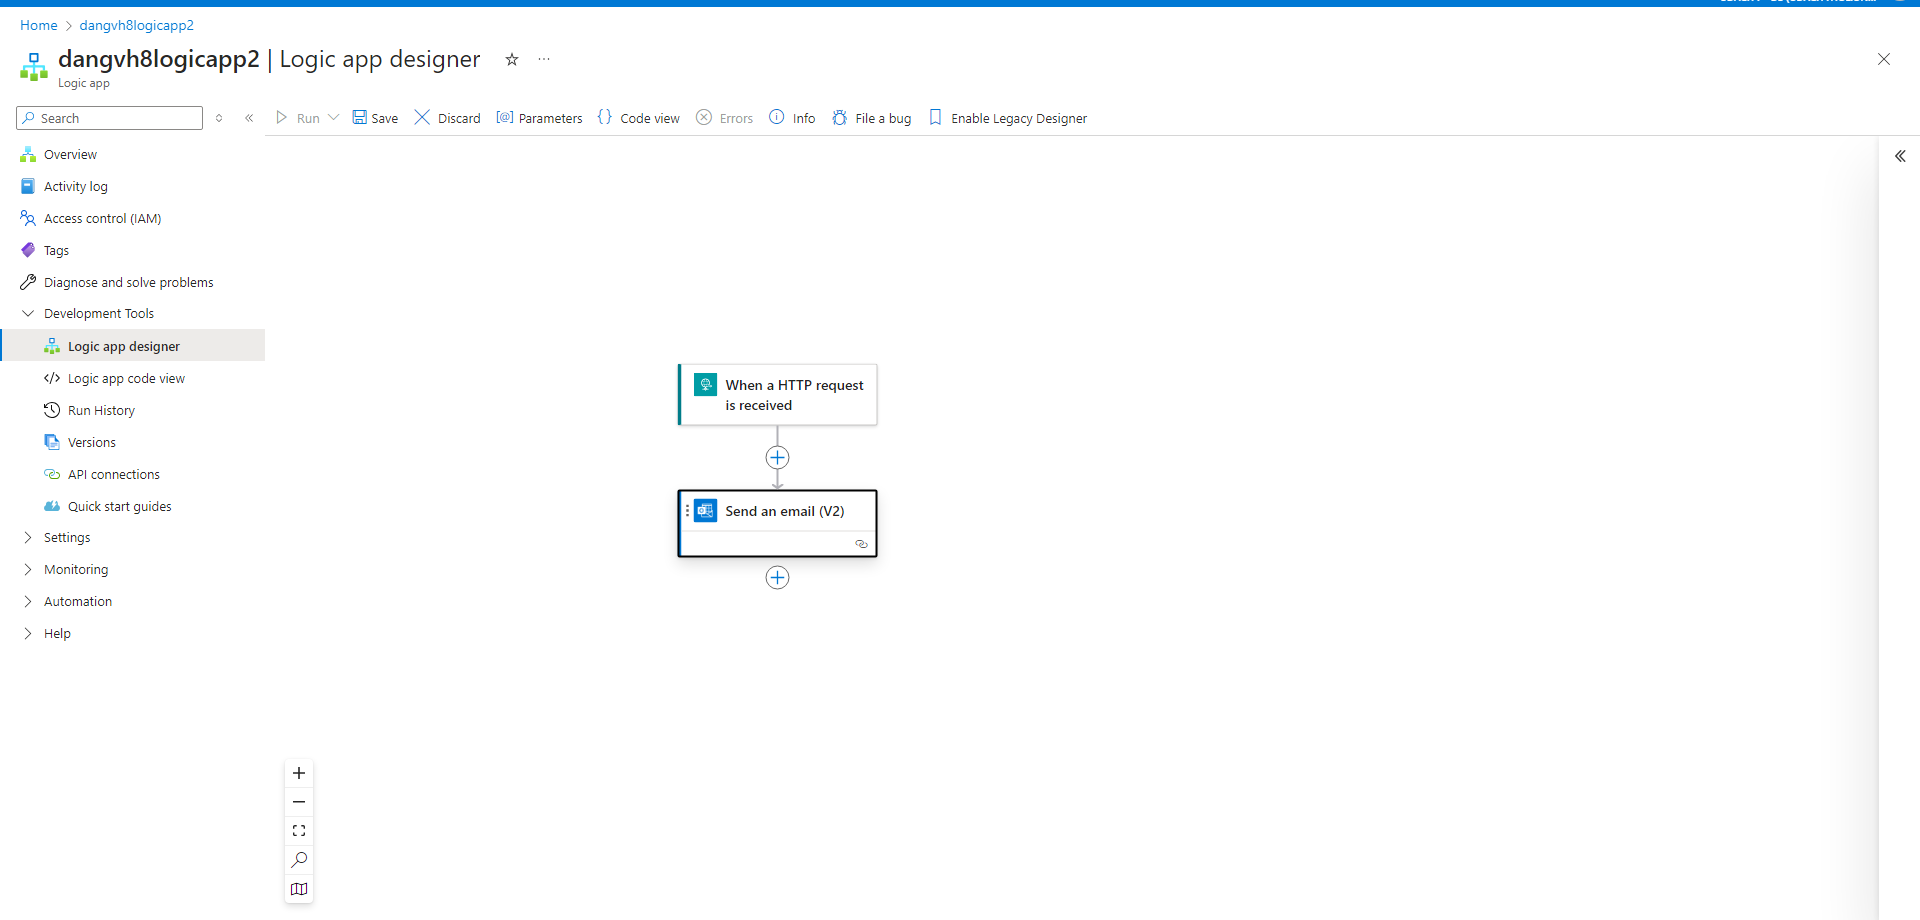 Home > dangvh8logicapp2
dangvh8logicapp2 | Logic app designer
Logic app
Search
Run
Save
Discard
Parameters
Code view
Errors
Info
File a bug
Enable Legacy Designer
Overview
Activity log
Access control (IAM)
Tags
Diagnose and solve problems
Development Tools
Logic app designer
Logic app code view
Run History
Versions
API connections
Quick start guides
Settings
Monitoring
Automation
Help
When a HTTP request
is received
Send an email (V2)